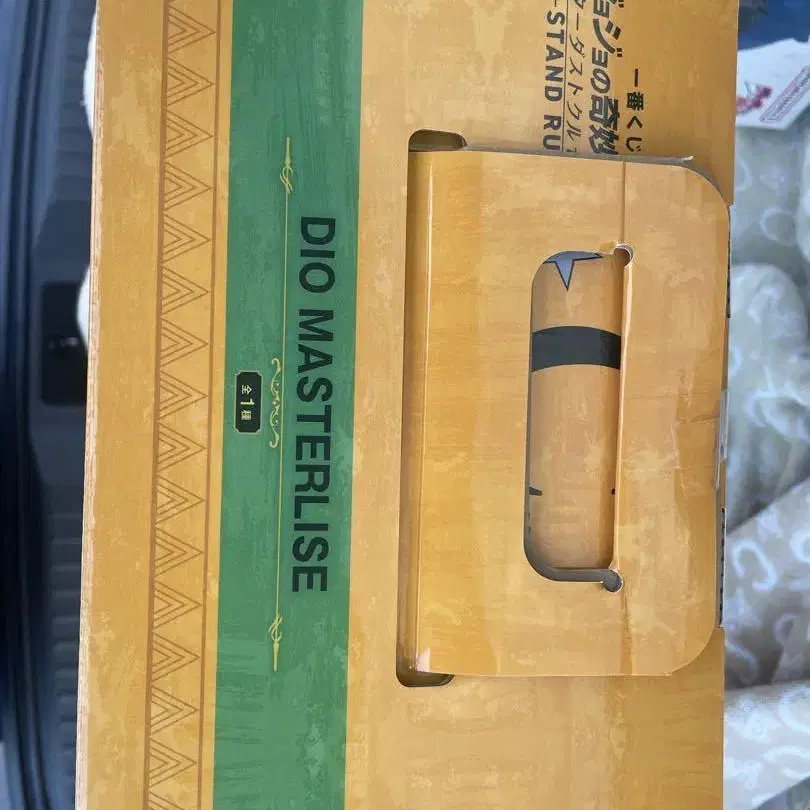 一番くじ
ジョジョの奇妙
ターダストクル
-STAND RU
DIO MASTERLISE
全1種